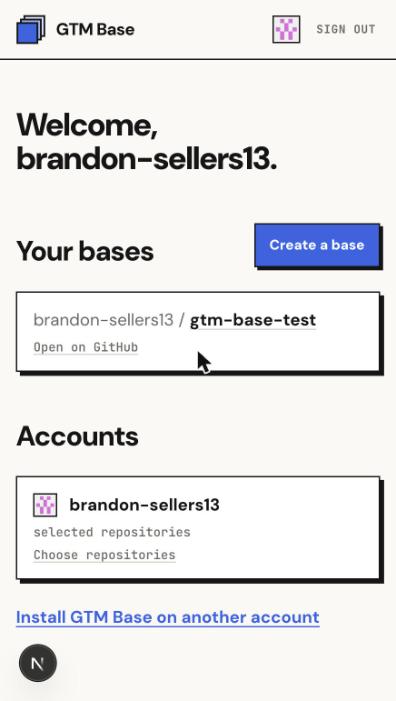 GTM Base
SIGN OUT
Welcome,
brandon-sellers13.
Your bases
Create a base
brandon-sellers13 / gtm-base-test
Open on GitHub
Accounts
brandon-sellers13
selected repositories
Choose repositories
Install GTM Base on another account
N